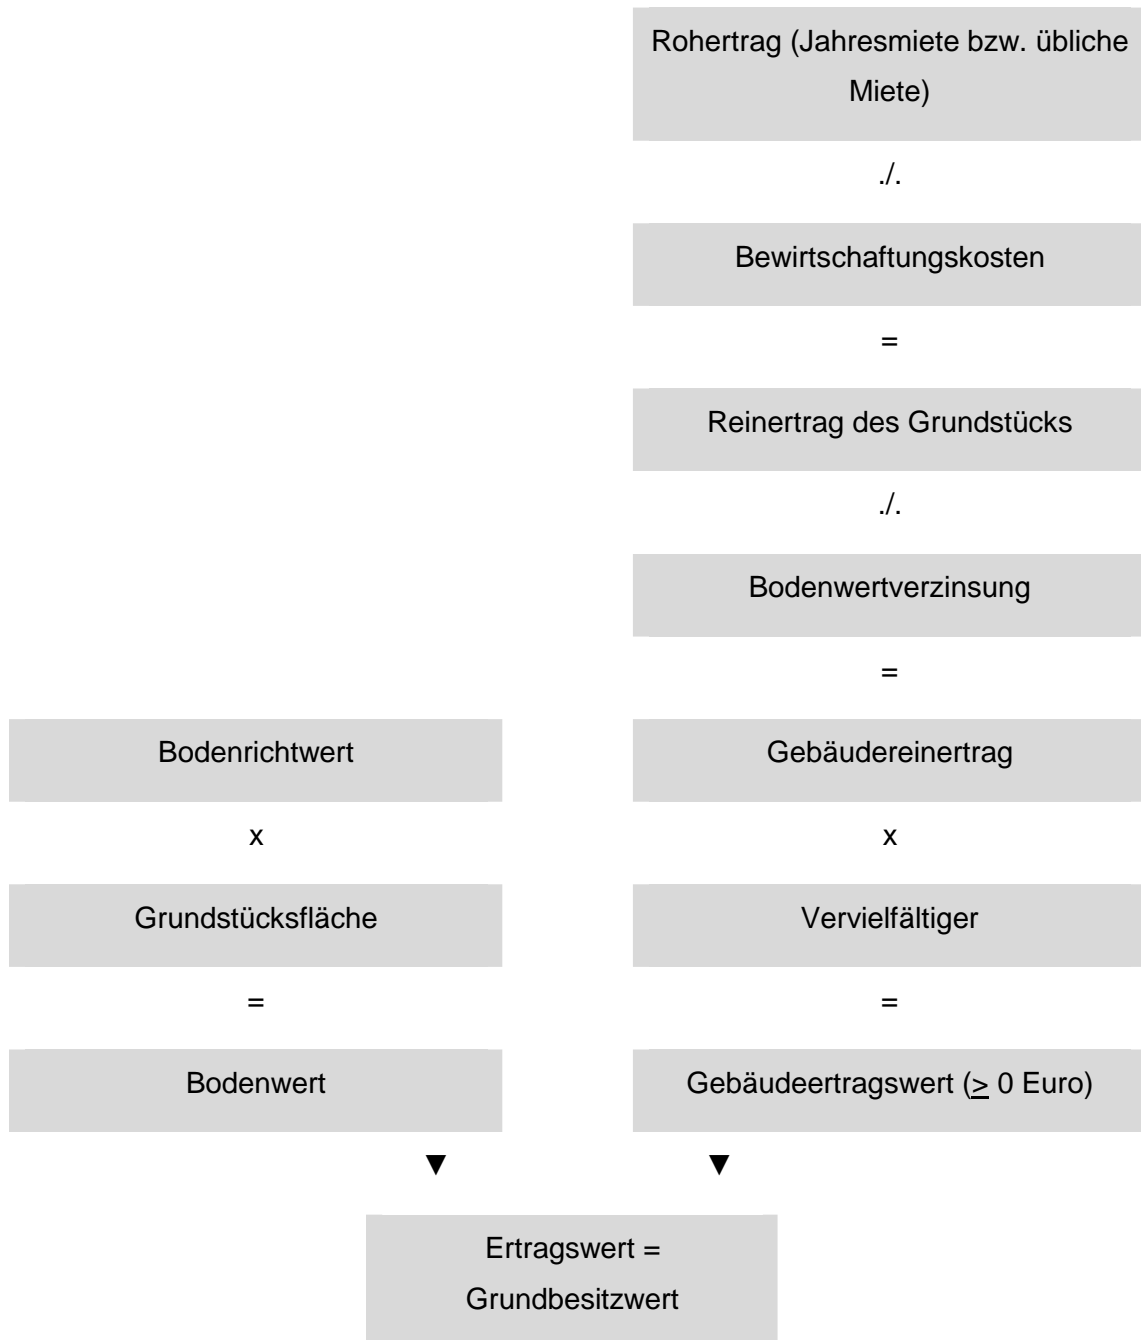 Rohertrag (Jahresmiete bzw. übliche
Miete)
./.
Bewirtschaftungskosten
=
Reinertrag des Grundstücks
./.
Bodenwertverzinsung
=
Bodenrichtwert
Gebäudereinertrag
x
x
Grundstücksfläche
Vervielfältiger
=
=
Bodenwert
Gebäudeertragswert (≥ 0 Euro)
▼
▼
Ertragswert =
Grundbesitzwert